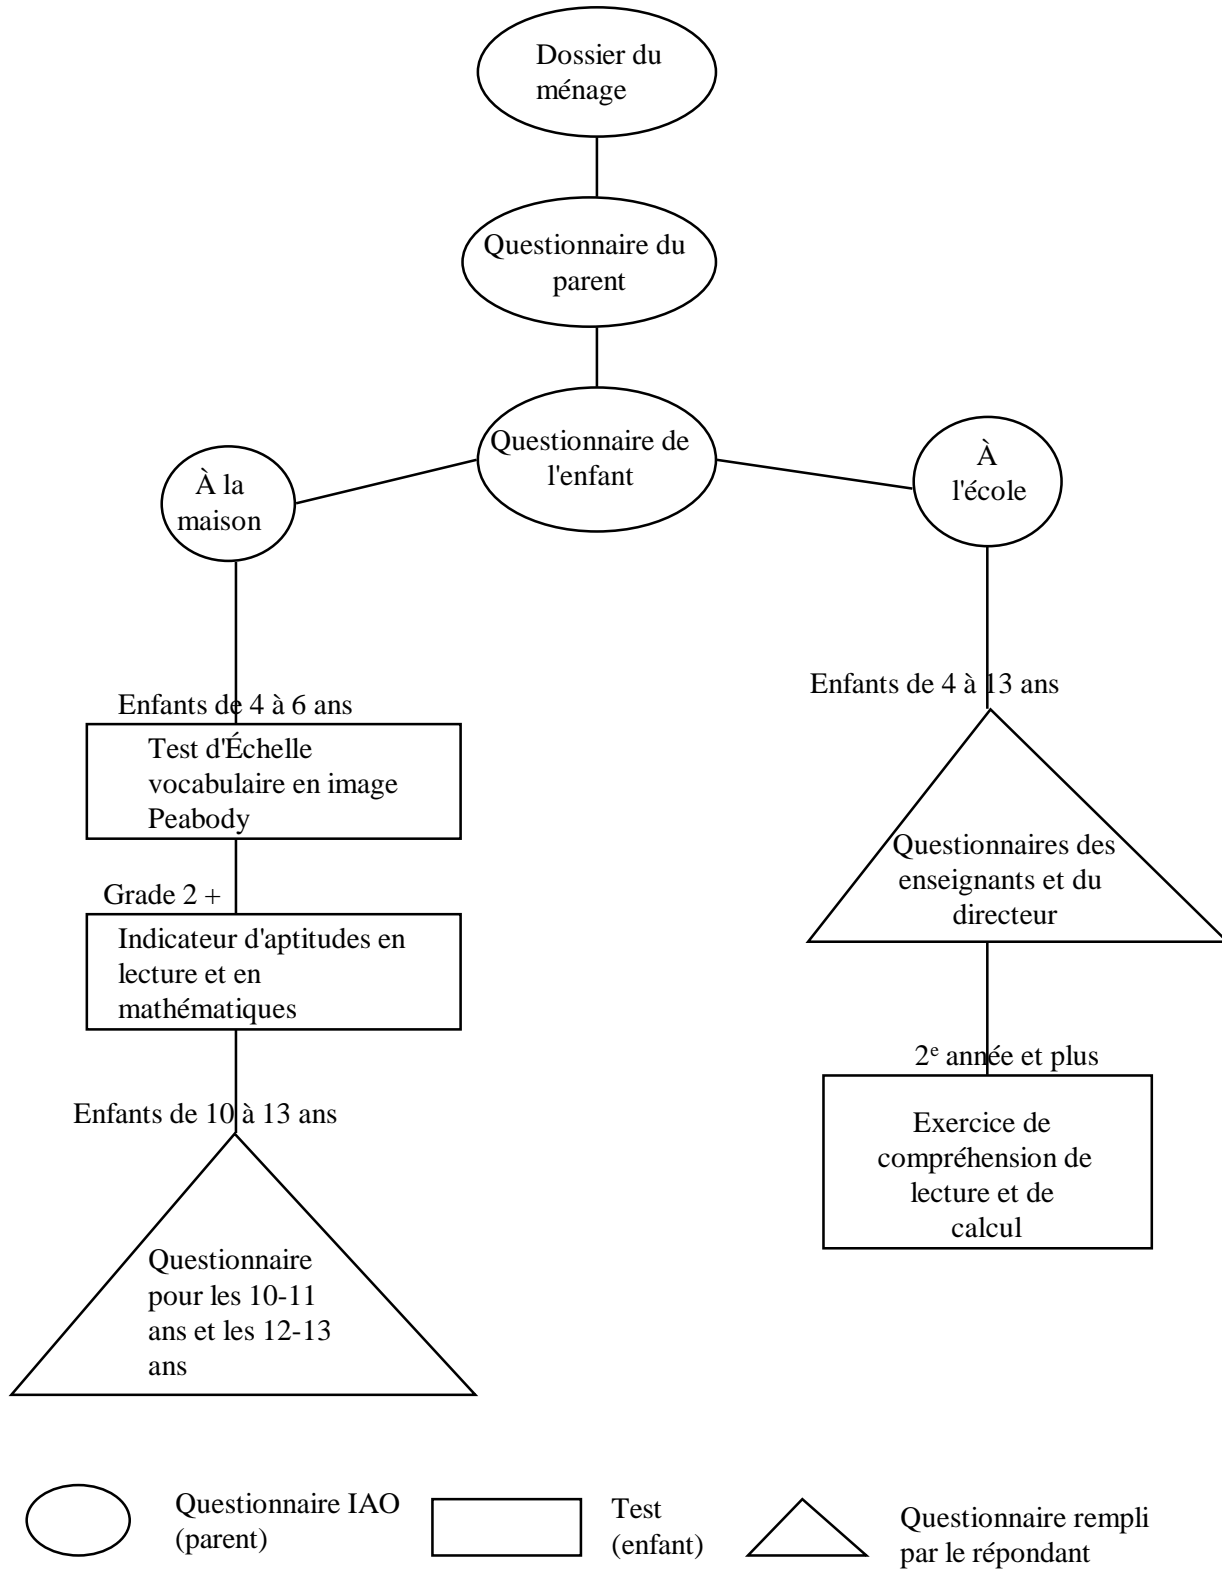 Dossier du
ménage
Questionnaire du
parent
Questionnaire de
l'enfant
À la
maison
À
l'école
Enfants de 4 à 6 ans
Test d'Échelle
vocabulaire en image
Peabody
Grade 2 +
Indicateur d'aptitudes en
lecture et en
mathématiques
Enfants de 10 à 13 ans
Questionnaire
pour les 10-11
ans et les 12-13
ans
Enfants de 4 à 13 ans
Questionnaires des
enseignants et du
directeur
2e année et plus
Exercice de
compréhension de
lecture et de
calcul
Questionnaire IAO
(parent)
Test
(enfant)
Questionnaire rempli
par le répondant